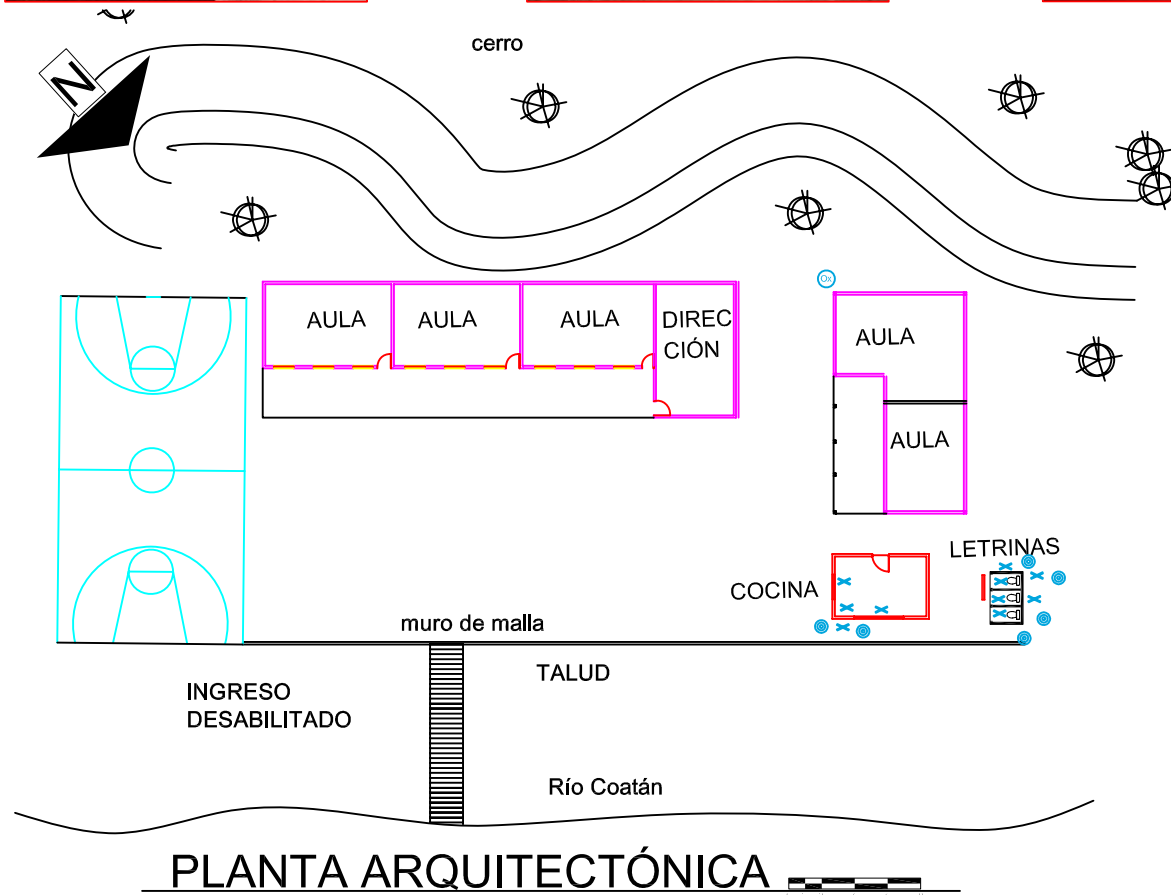 cerro
N
Ox
AULA
AULA
AULA
DIREC
CIÓN
AULA
AULA
LETRINAS
COCINA
muro de malla
TALUD
INGRESO
DESABILITADO
Río Coatán
PLANTA ARQUITECTÓNICA